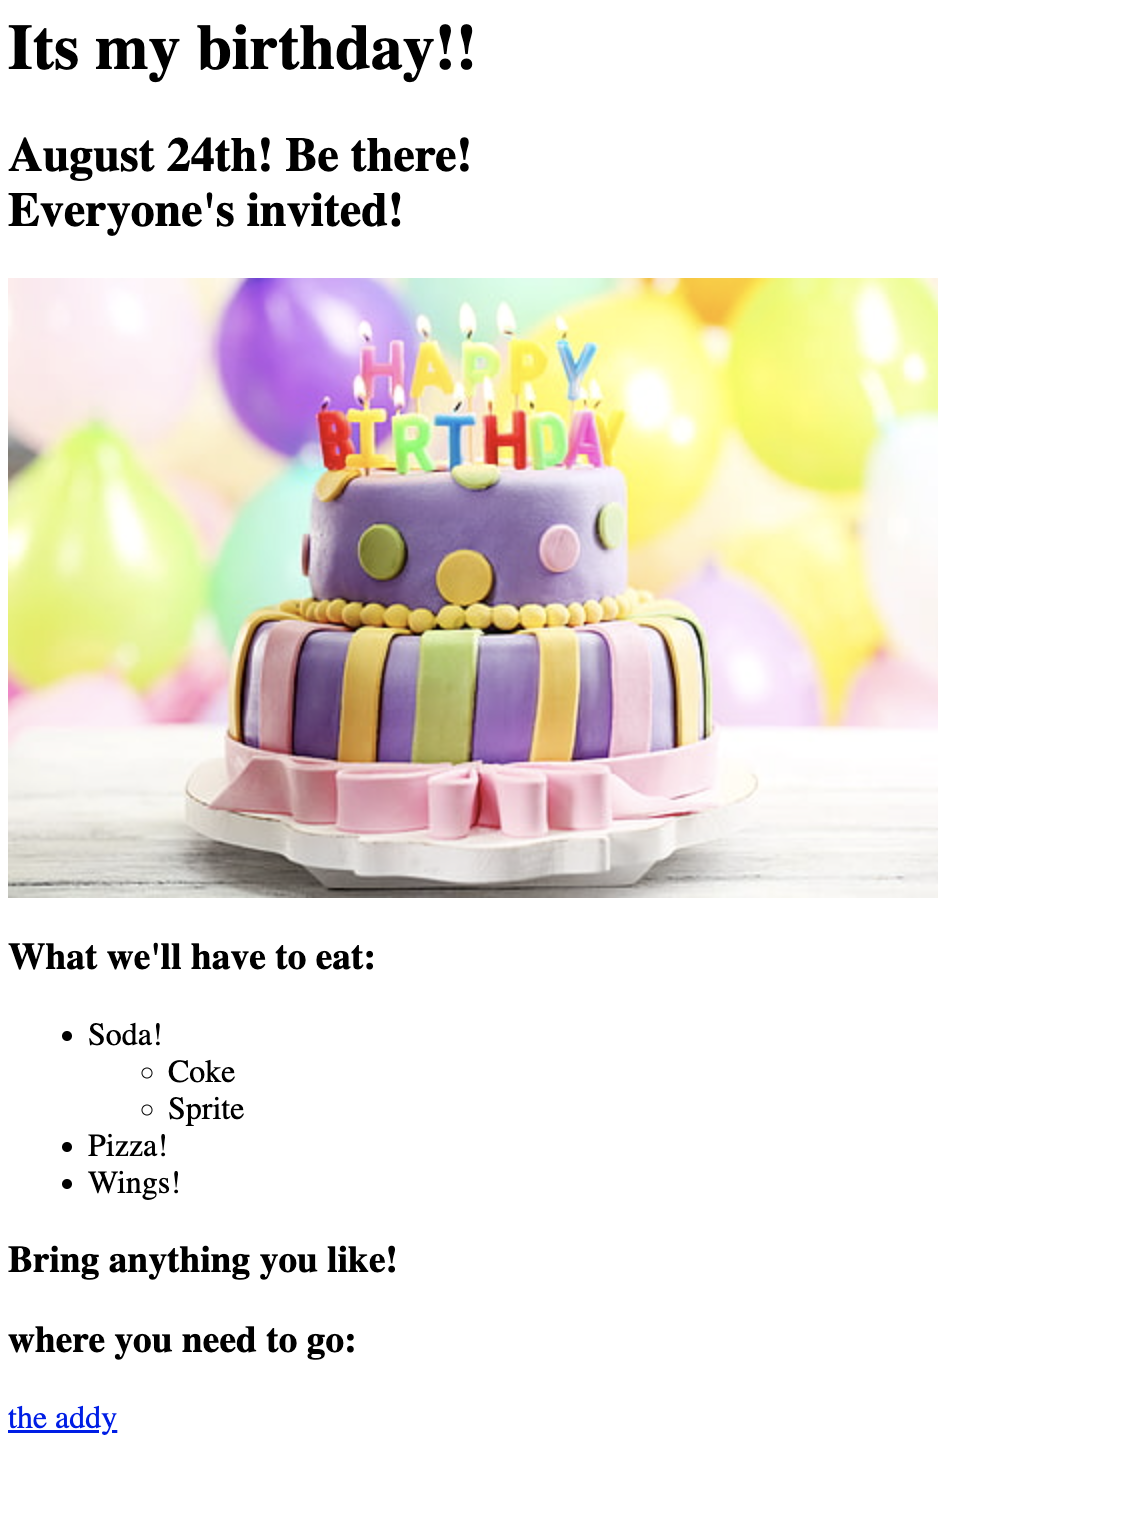 Its my birthday!!
August 24th! Be there!
Everyone's invited!
HAPPY
BIRTHDAY
What we'll have to eat:
Soda!
Coke
Sprite
Pizza!
Wings!
Bring anything you like!
where you need to go:
the addy